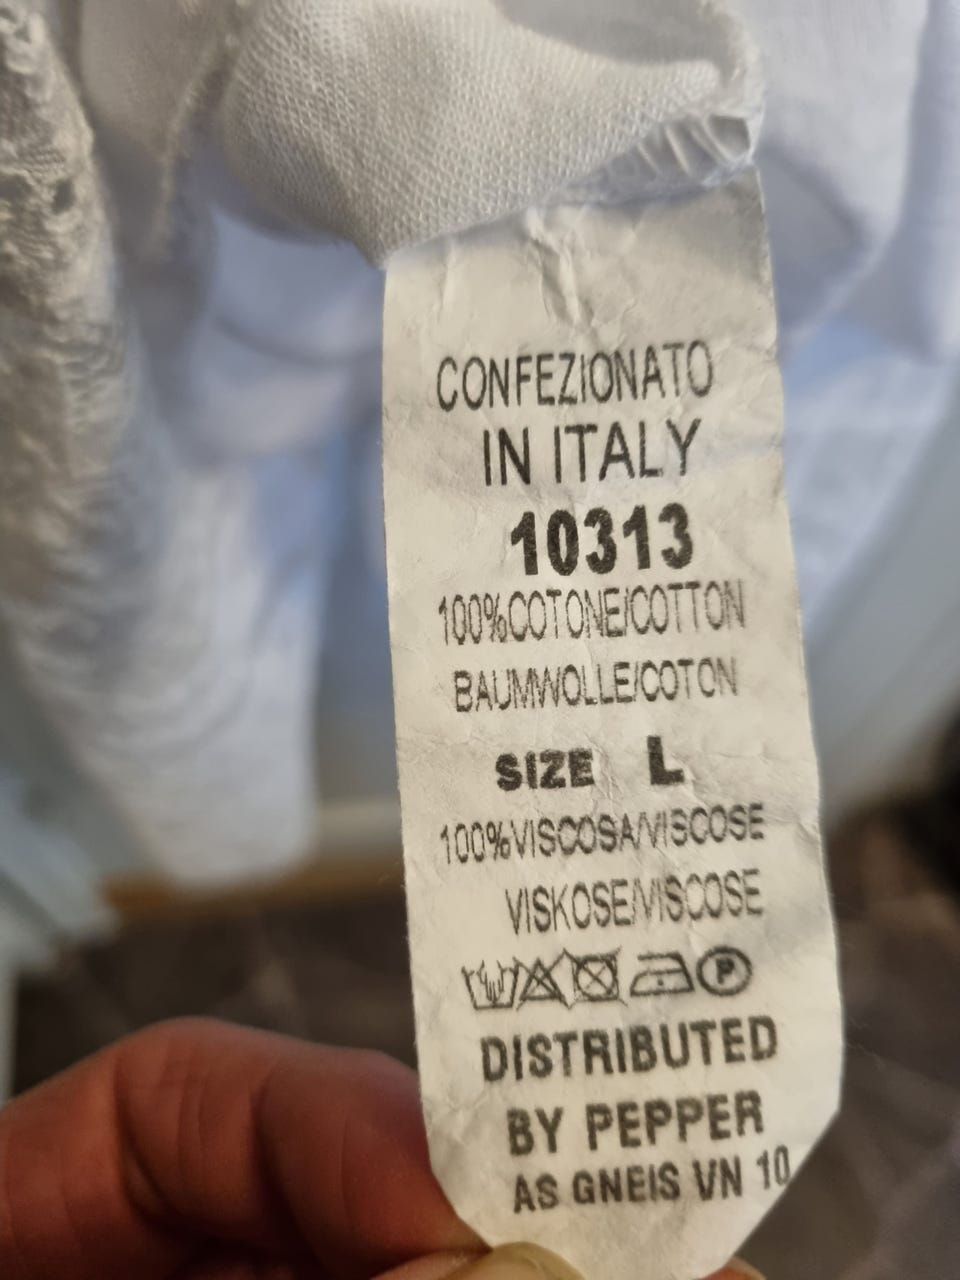 CONFEZIONATO
IN ITALY
10313
100%COTONE/COTTON
BAUMWOLLE/COTON
SIZE L
100%VISCOSA/VISCOSE
VISKOSE/VISCOSE
P
DISTRIBUTED
BY PEPPER
AS GNEIS VN 10